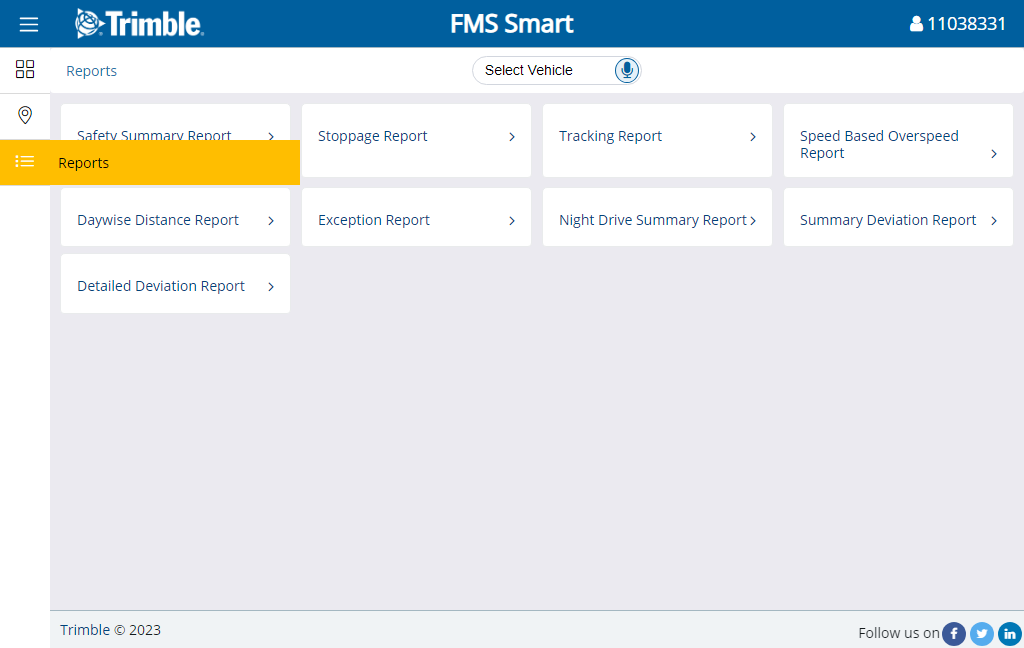 Trimble. FMS Smart 11038331
Reports Select Vehicle
Safety Summary Report Stoppage Report Tracking Report Speed Based Overspeed
Report
Reports
Daywise Distance Report Exception Report Night Drive Summary Report Summary Deviation Report
Detailed Deviation Report
Trimble © 2023 Follow us on